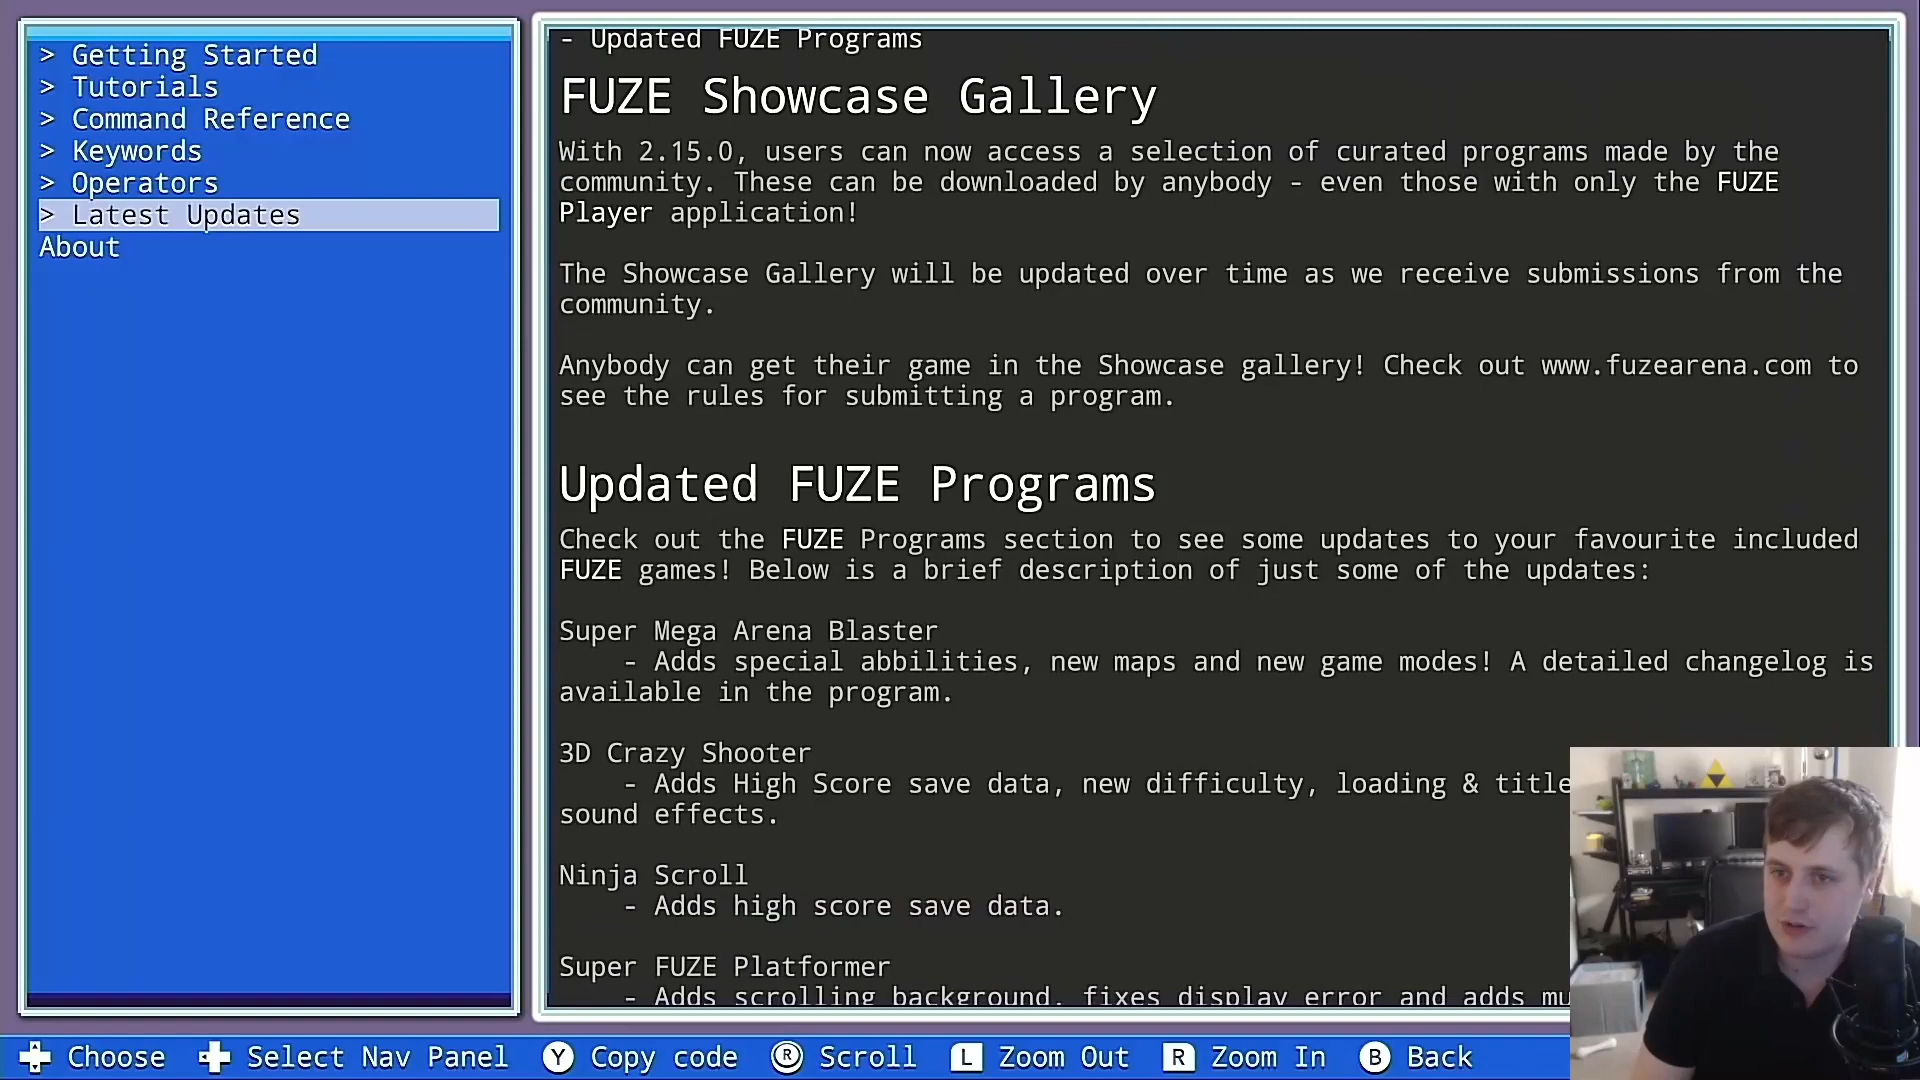 > Getting Started
> Tutorials
> Command Reference
> Keywords
> Operators
> Latest Updates
About
- Updated FUZE Programs
FUZE Showcase Gallery
With 2.15.0, users can now access a selection of curated programs made by the
community. These can be downloaded by anybody - even those with only the FUZE
Player application!
The Showcase Gallery will be updated over time as we receive submissions from the
community.
Anybody can get their game in the Showcase gallery! Check out www.fuzearena.com to
see the rules for submitting a program.
Updated FUZE Programs
Check out the FUZE Programs section to see some updates to your favourite included
FUZE games! Below is a brief description of just some of the updates:
Super Mega Arena Blaster
- Adds special abbilities, new maps and new game modes! A detailed changelog is
available in the program.
3D Crazy Shooter
- Adds High Score save data, new difficulty, loading & title
sound effects.
Ninja Scroll
- Adds high score save data.
Super FUZE Platformer
- Adds scrolling background, fixes display error and adds
Choose Select Nav Panel Y Copy code R Scroll L Zoom Out R Zoom In B Back